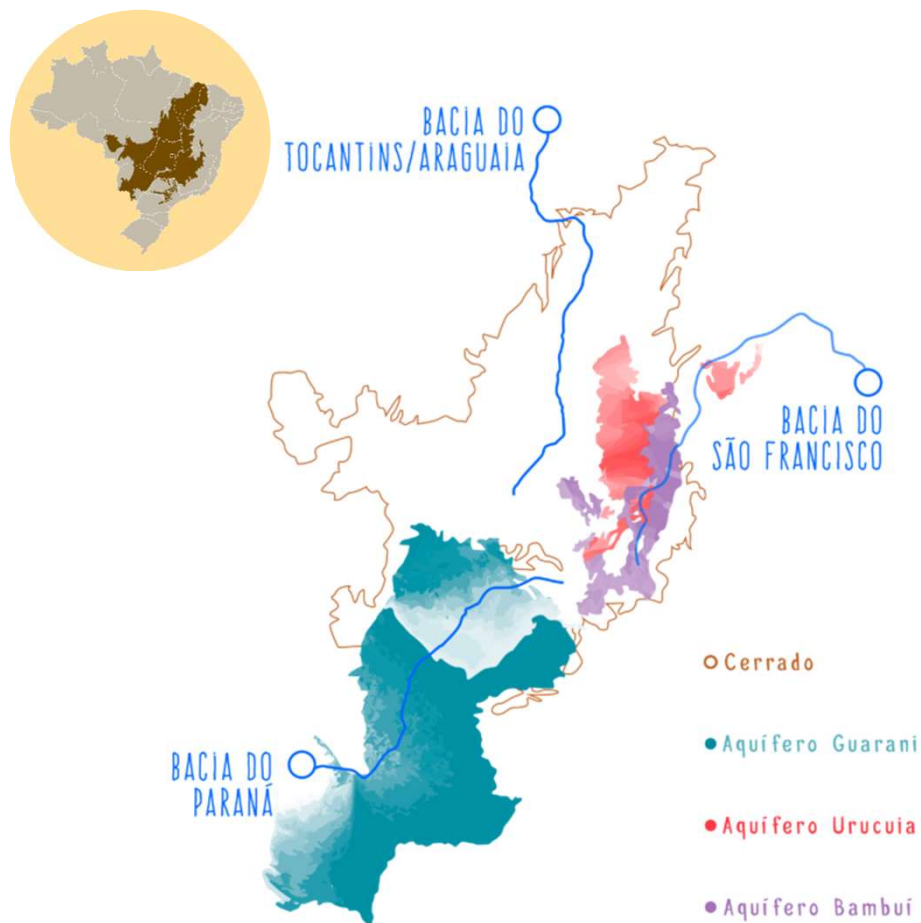 BACIA DO
TOCANTINS/ARAGUAIA
BACIA DO
SÃO FRANCISCO
Cerrado
Aquífero Guarani
BACIA DO
PARANÁ
Aquífero Urucuia
Aquífero Bambuí